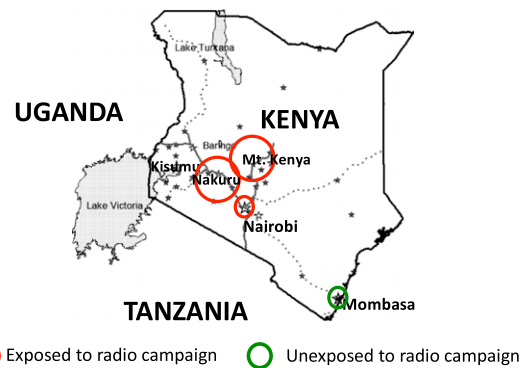 Lake Turkana
UGANDA
KENYA
Baringo
Kisumu
Mt. Kenya
Nakuru
Lake Victoria
Nairobi
TANZANIA
Mombasa
Exposed to radio campaign
Unexposed to radio campaign